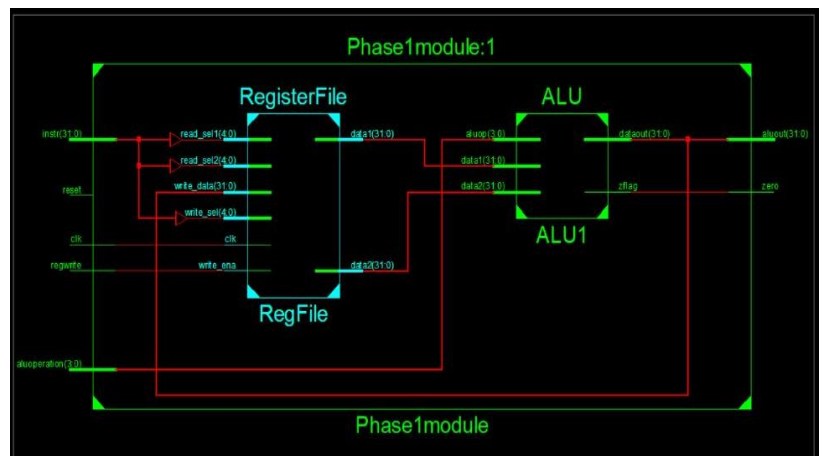 Phase1module:1
RegisterFile
ALU
instr(31:0)
read_sel1(4:0)
data1(31:0)
aluop(3:0)
dataout(31:0)
aluout(31:0)
read_sel2(4:0)
data1(31:0)
reset
write_data(31:0)
data2(31:0)
zflag
zero
write_sel(4:0)
clk
clk
ALU1
regwrite
write_ena
data2(31:0)
RegFile
aluoperation(3:0)
Phase1module